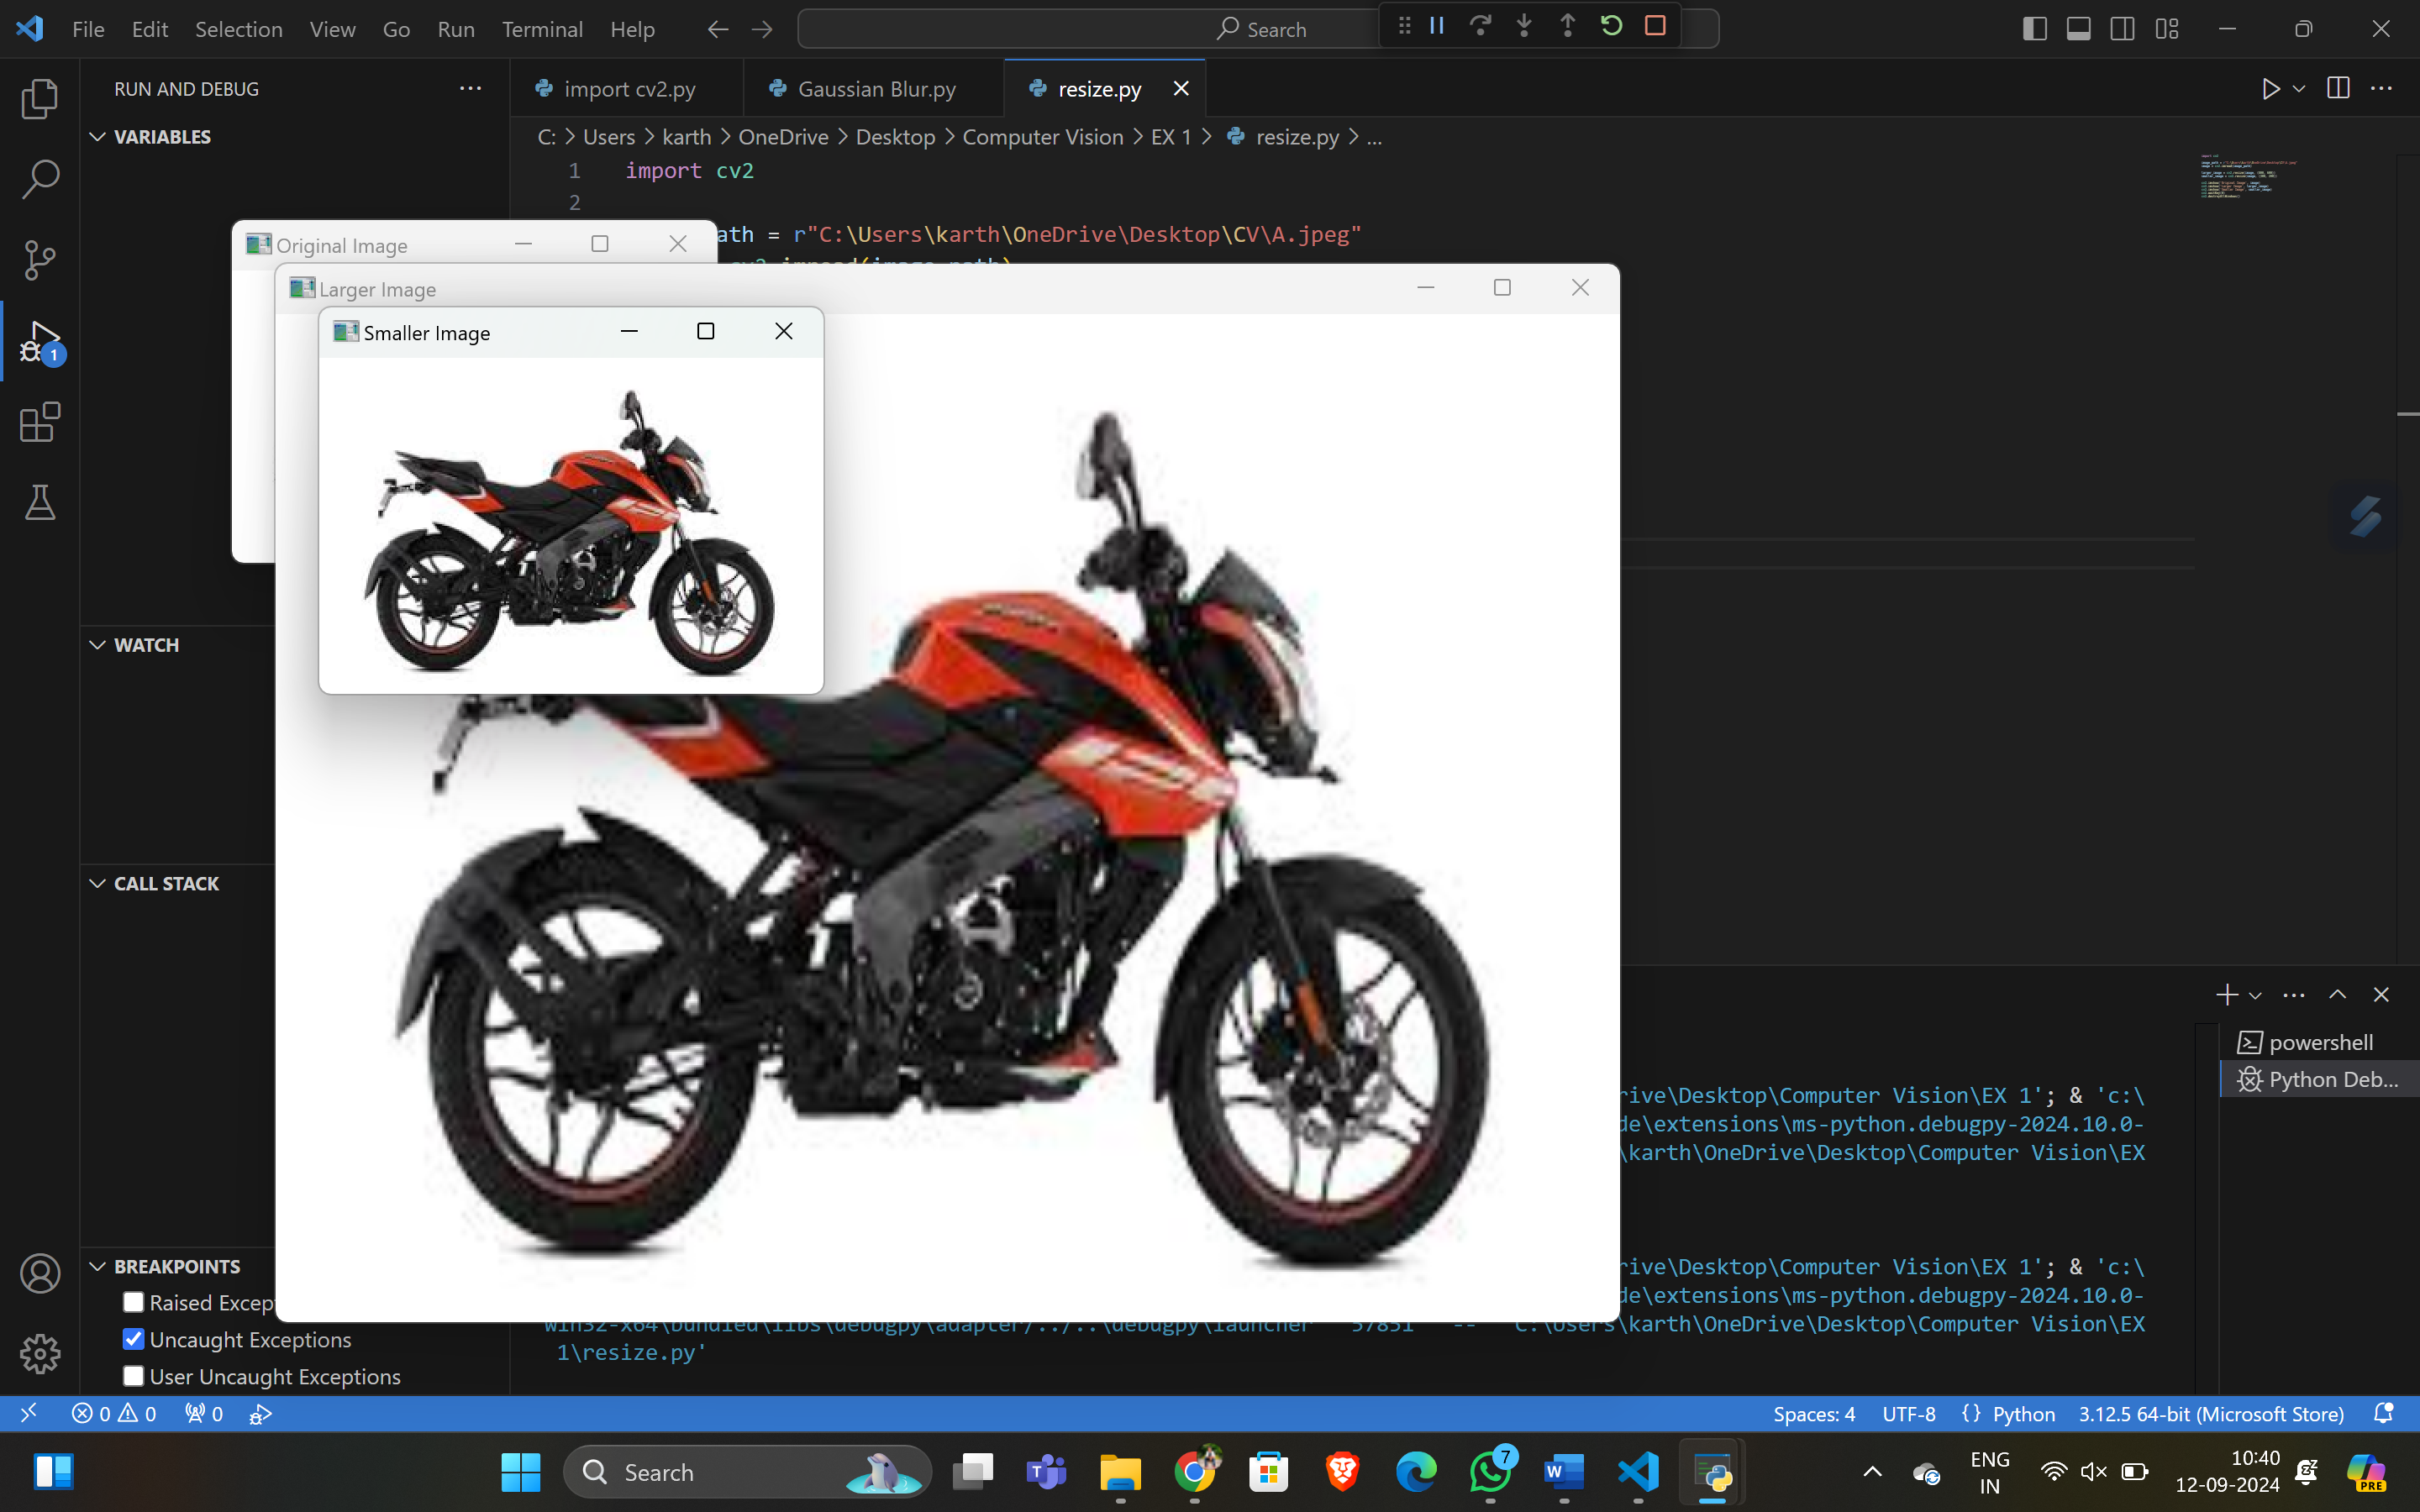 File Edit Selection View Go Run Terminal Help
Search
RUN AND DEBUG
import cv2.py
Gaussian Blur.py
resize.py
VARIABLES
C: > Users > karth > OneDrive > Desktop > Computer Vision > EX 1 > resize.py > ...
1 import cv2
2
ath = r"C:\Users\karth\OneDrive\Desktop\CV\A.jpeg"
Original Image
Larger Image
Smaller Image
WATCH
CALL STACK
BREAKPOINTS
Raised Excep
Uncaught Exceptions
User Uncaught Exceptions
powershell
Python Deb...
rive\Desktop\Computer Vision\EX 1'; & 'c:\
de\extensions\ms-python.debugpy-2024.10.0-
\karth\OneDrive\Desktop\Computer Vision\EX
rive\Desktop\Computer Vision\EX 1'; & 'c:\
de\extensions\ms-python.debugpy-2024.10.0-
win32-x64\bundled\libs\debugpy\adapter/../..\debugpy\launcher' '57851' '--' 'C:\Users\karth\OneDrive\Desktop\Computer Vision\EX
1\resize.py'
0 0 0
Spaces: 4 UTF-8 {} Python 3.12.5 64-bit (Microsoft Store)
Search
7
ENG
IN
10:40
12-09-2024
PRE